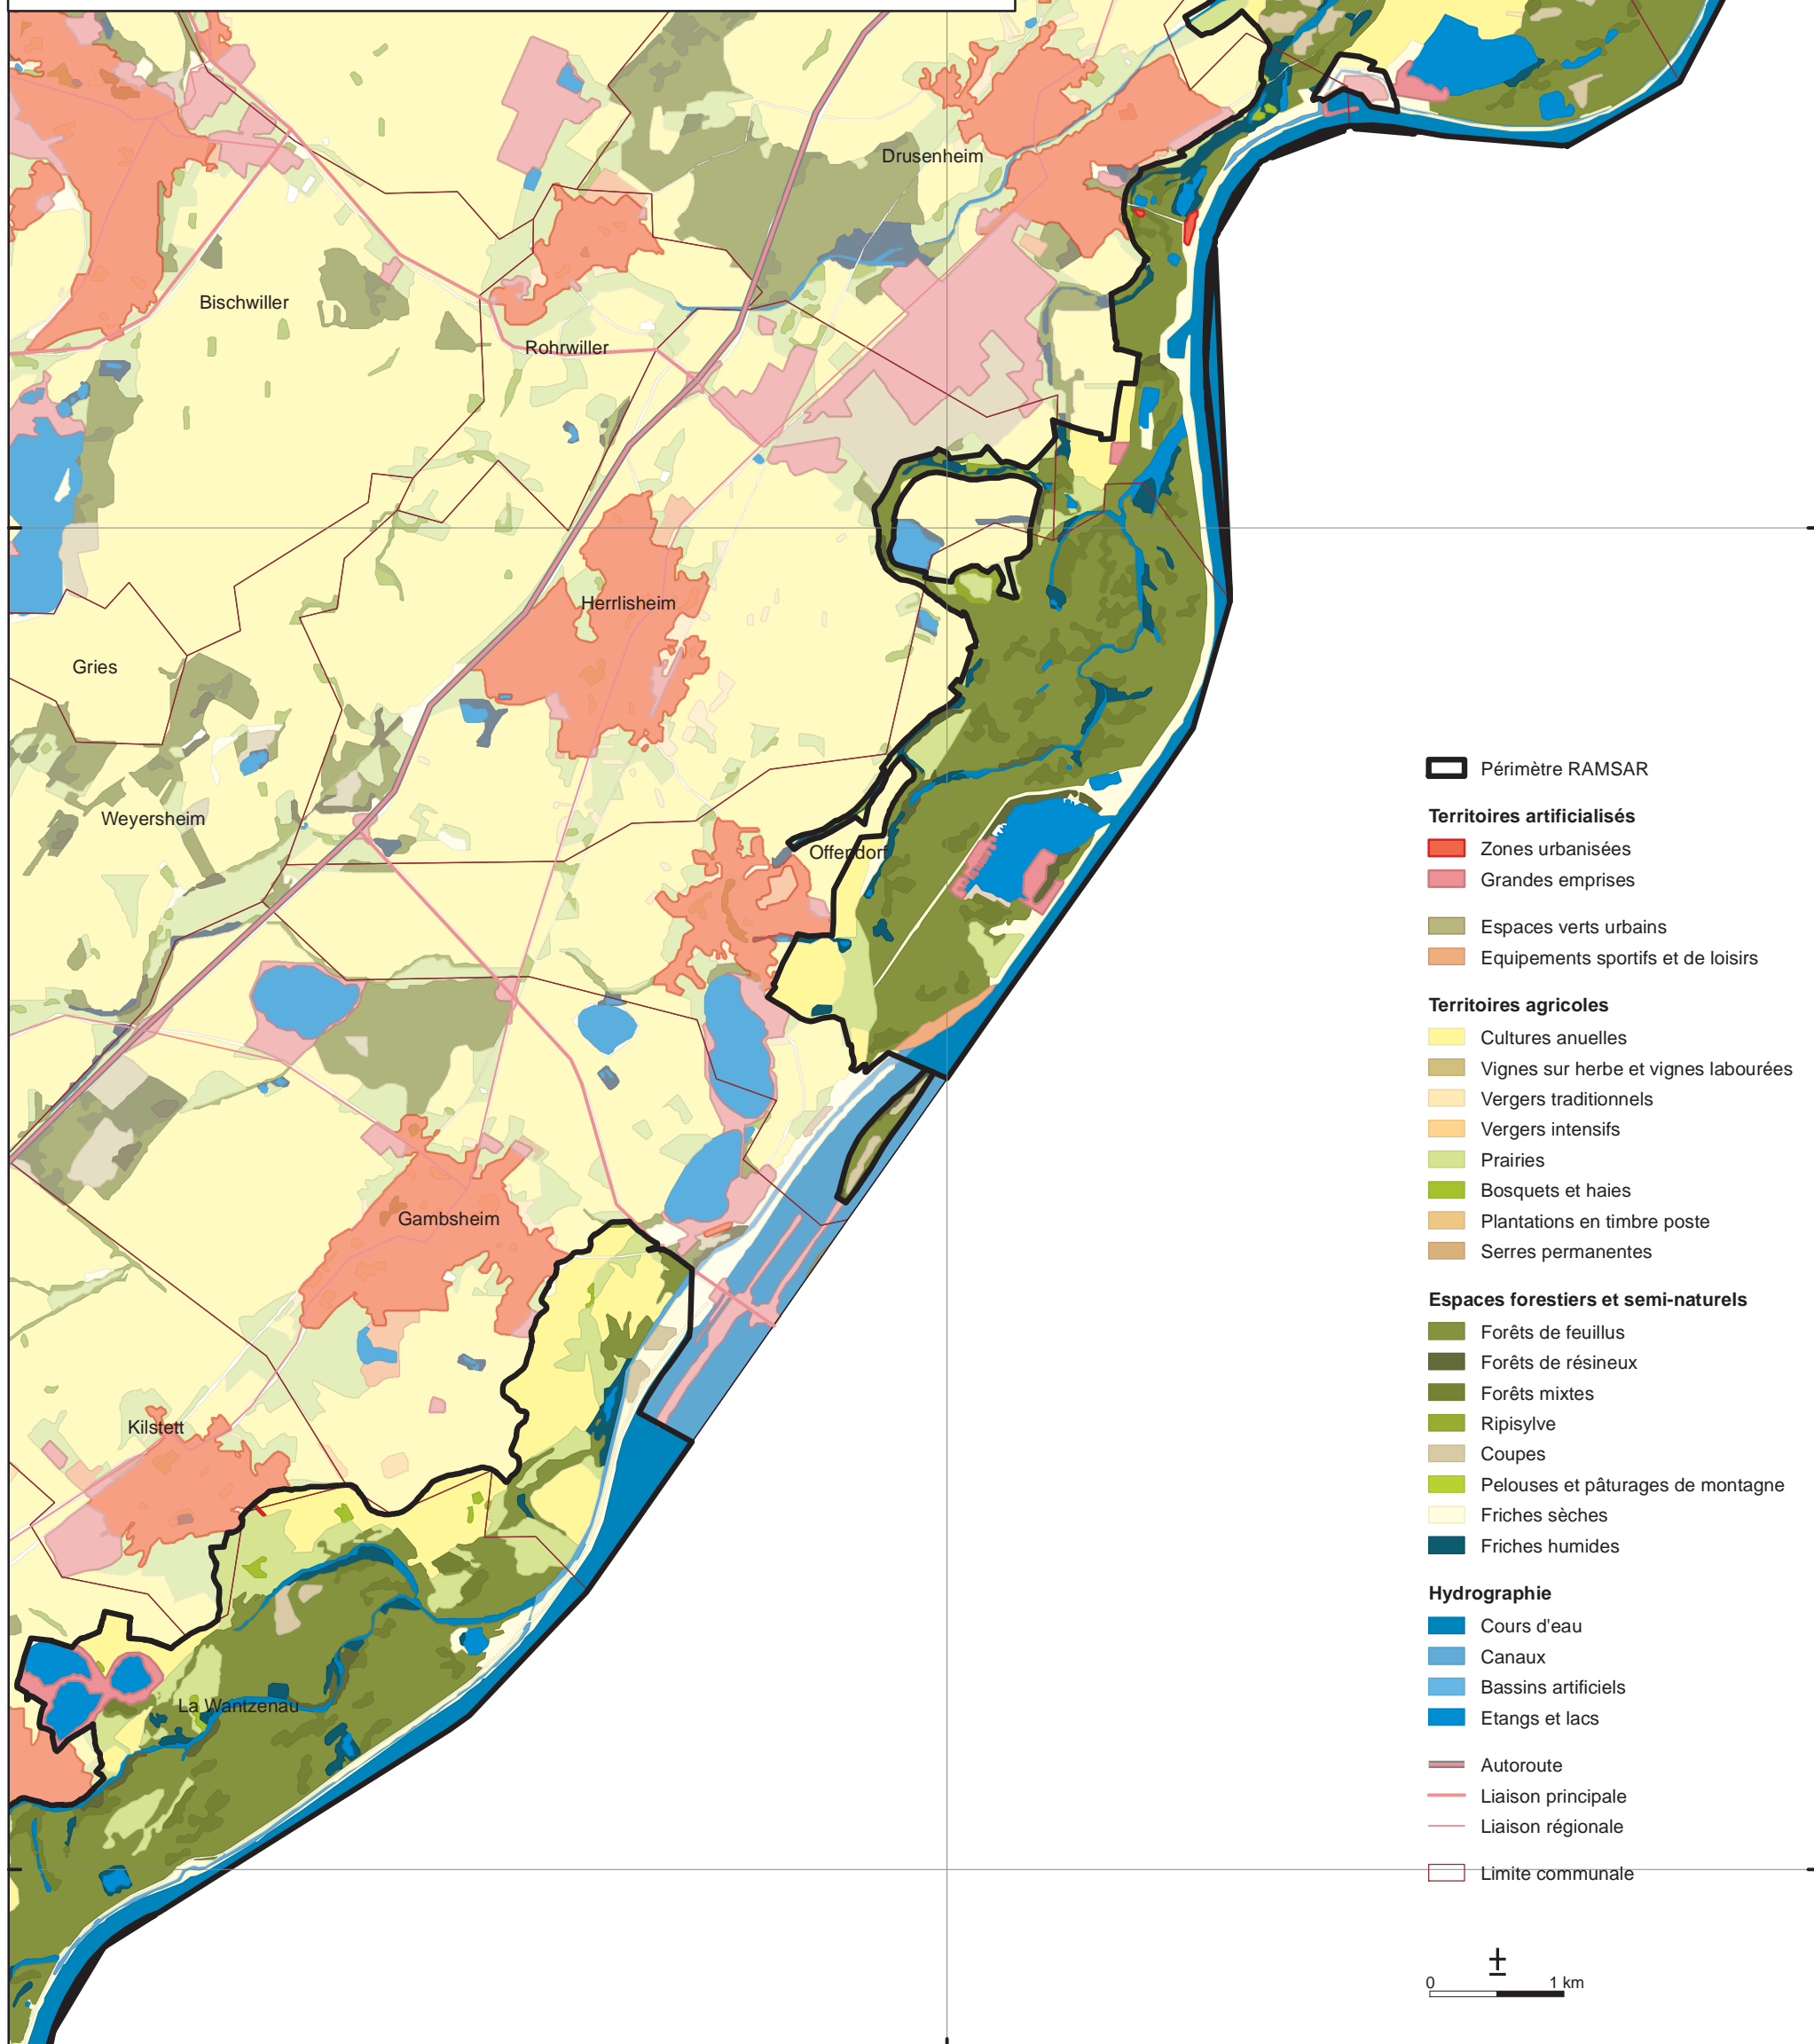 Drusenheim
Bischwiller
Rohrwiller
Herrlisheim
Gries
Weyersheim
Offendorf
Gambsheim
Kilstett
La Wantzenau
Périmètre RAMSAR
Territoires artificialisés
Zones urbanisées
Grandes emprises
Espaces verts urbains
Equipements sportifs et de loisirs
Territoires agricoles
Cultures anuelles
Vignes sur herbe et vignes labourées
Vergers traditionnels
Vergers intensifs
Prairies
Bosquets et haies
Plantations en timbre poste
Serres permanentes
Espaces forestiers et semi-naturels
Forêts de feuillus
Forêts de résineux
Forêts mixtes
Ripisylve
Coupes
Pelouses et pâturages de montagne
Friches sèches
Friches humides
Hydrographie
Cours d'eau
Canaux
Bassins artificiels
Etangs et lacs
Autoroute
Liaison principale
Liaison régionale
Limite communale
±
0 1 km